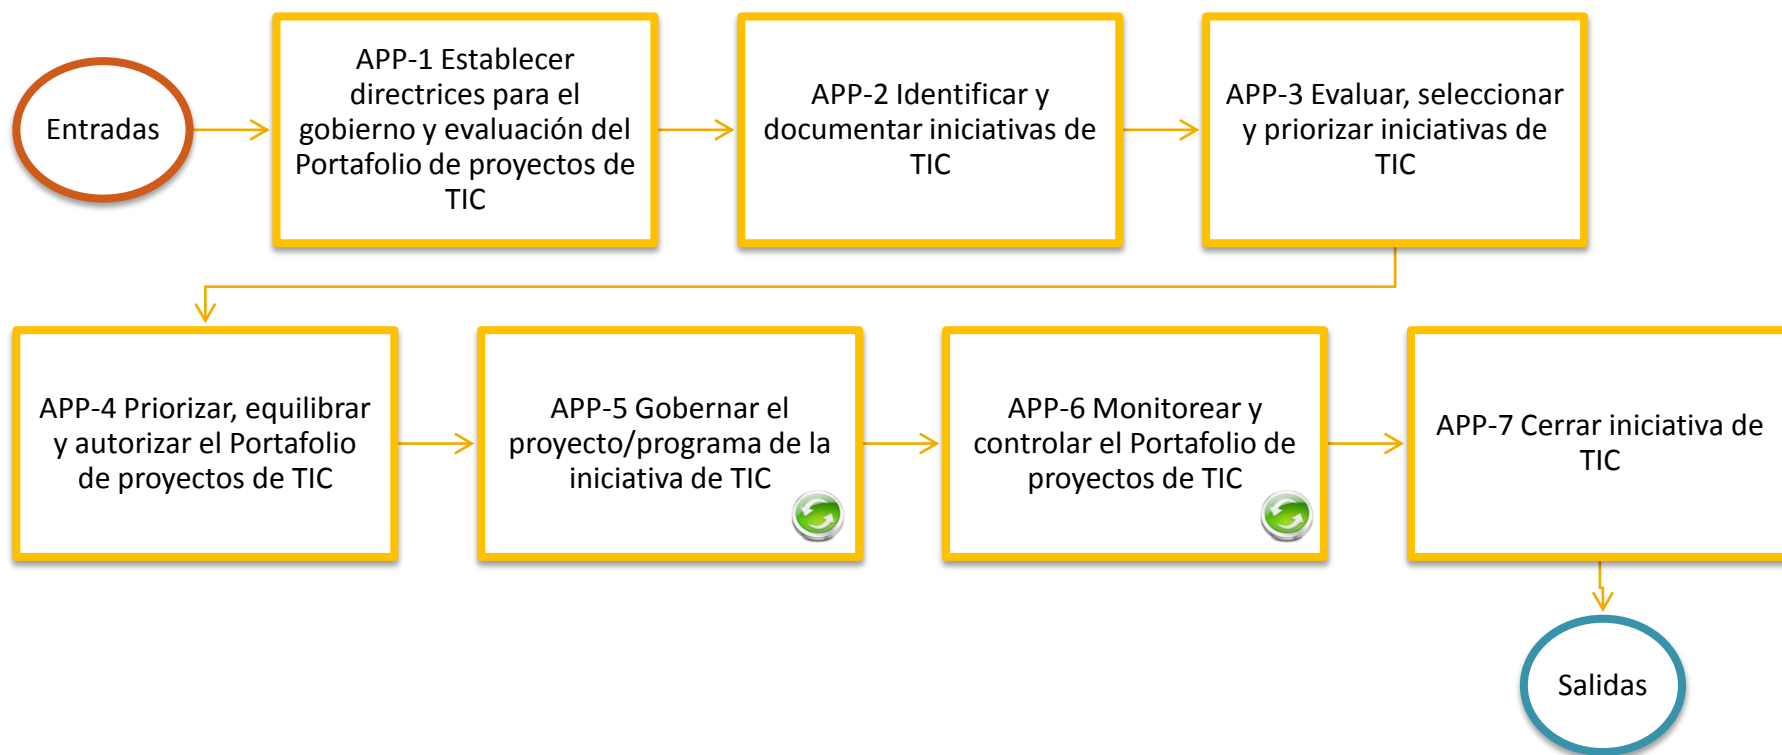 Entradas
APP-1 Establecer
directrices para el
gobierno y evaluación del
Portafolio de proyectos de
TIC
APP-2 Identificar y
documentar iniciativas de
TIC
APP-3 Evaluar, seleccionar
y priorizar iniciativas de
TIC
APP-4 Priorizar, equilibrar
y autorizar el Portafolio
de proyectos de TIC
APP-5 Gobernar el
proyecto/programa de la
iniciativa de TIC
APP-6 Monitorear y
controlar el Portafolio de
proyectos de TIC
APP-7 Cerrar iniciativa de
TIC
Salidas